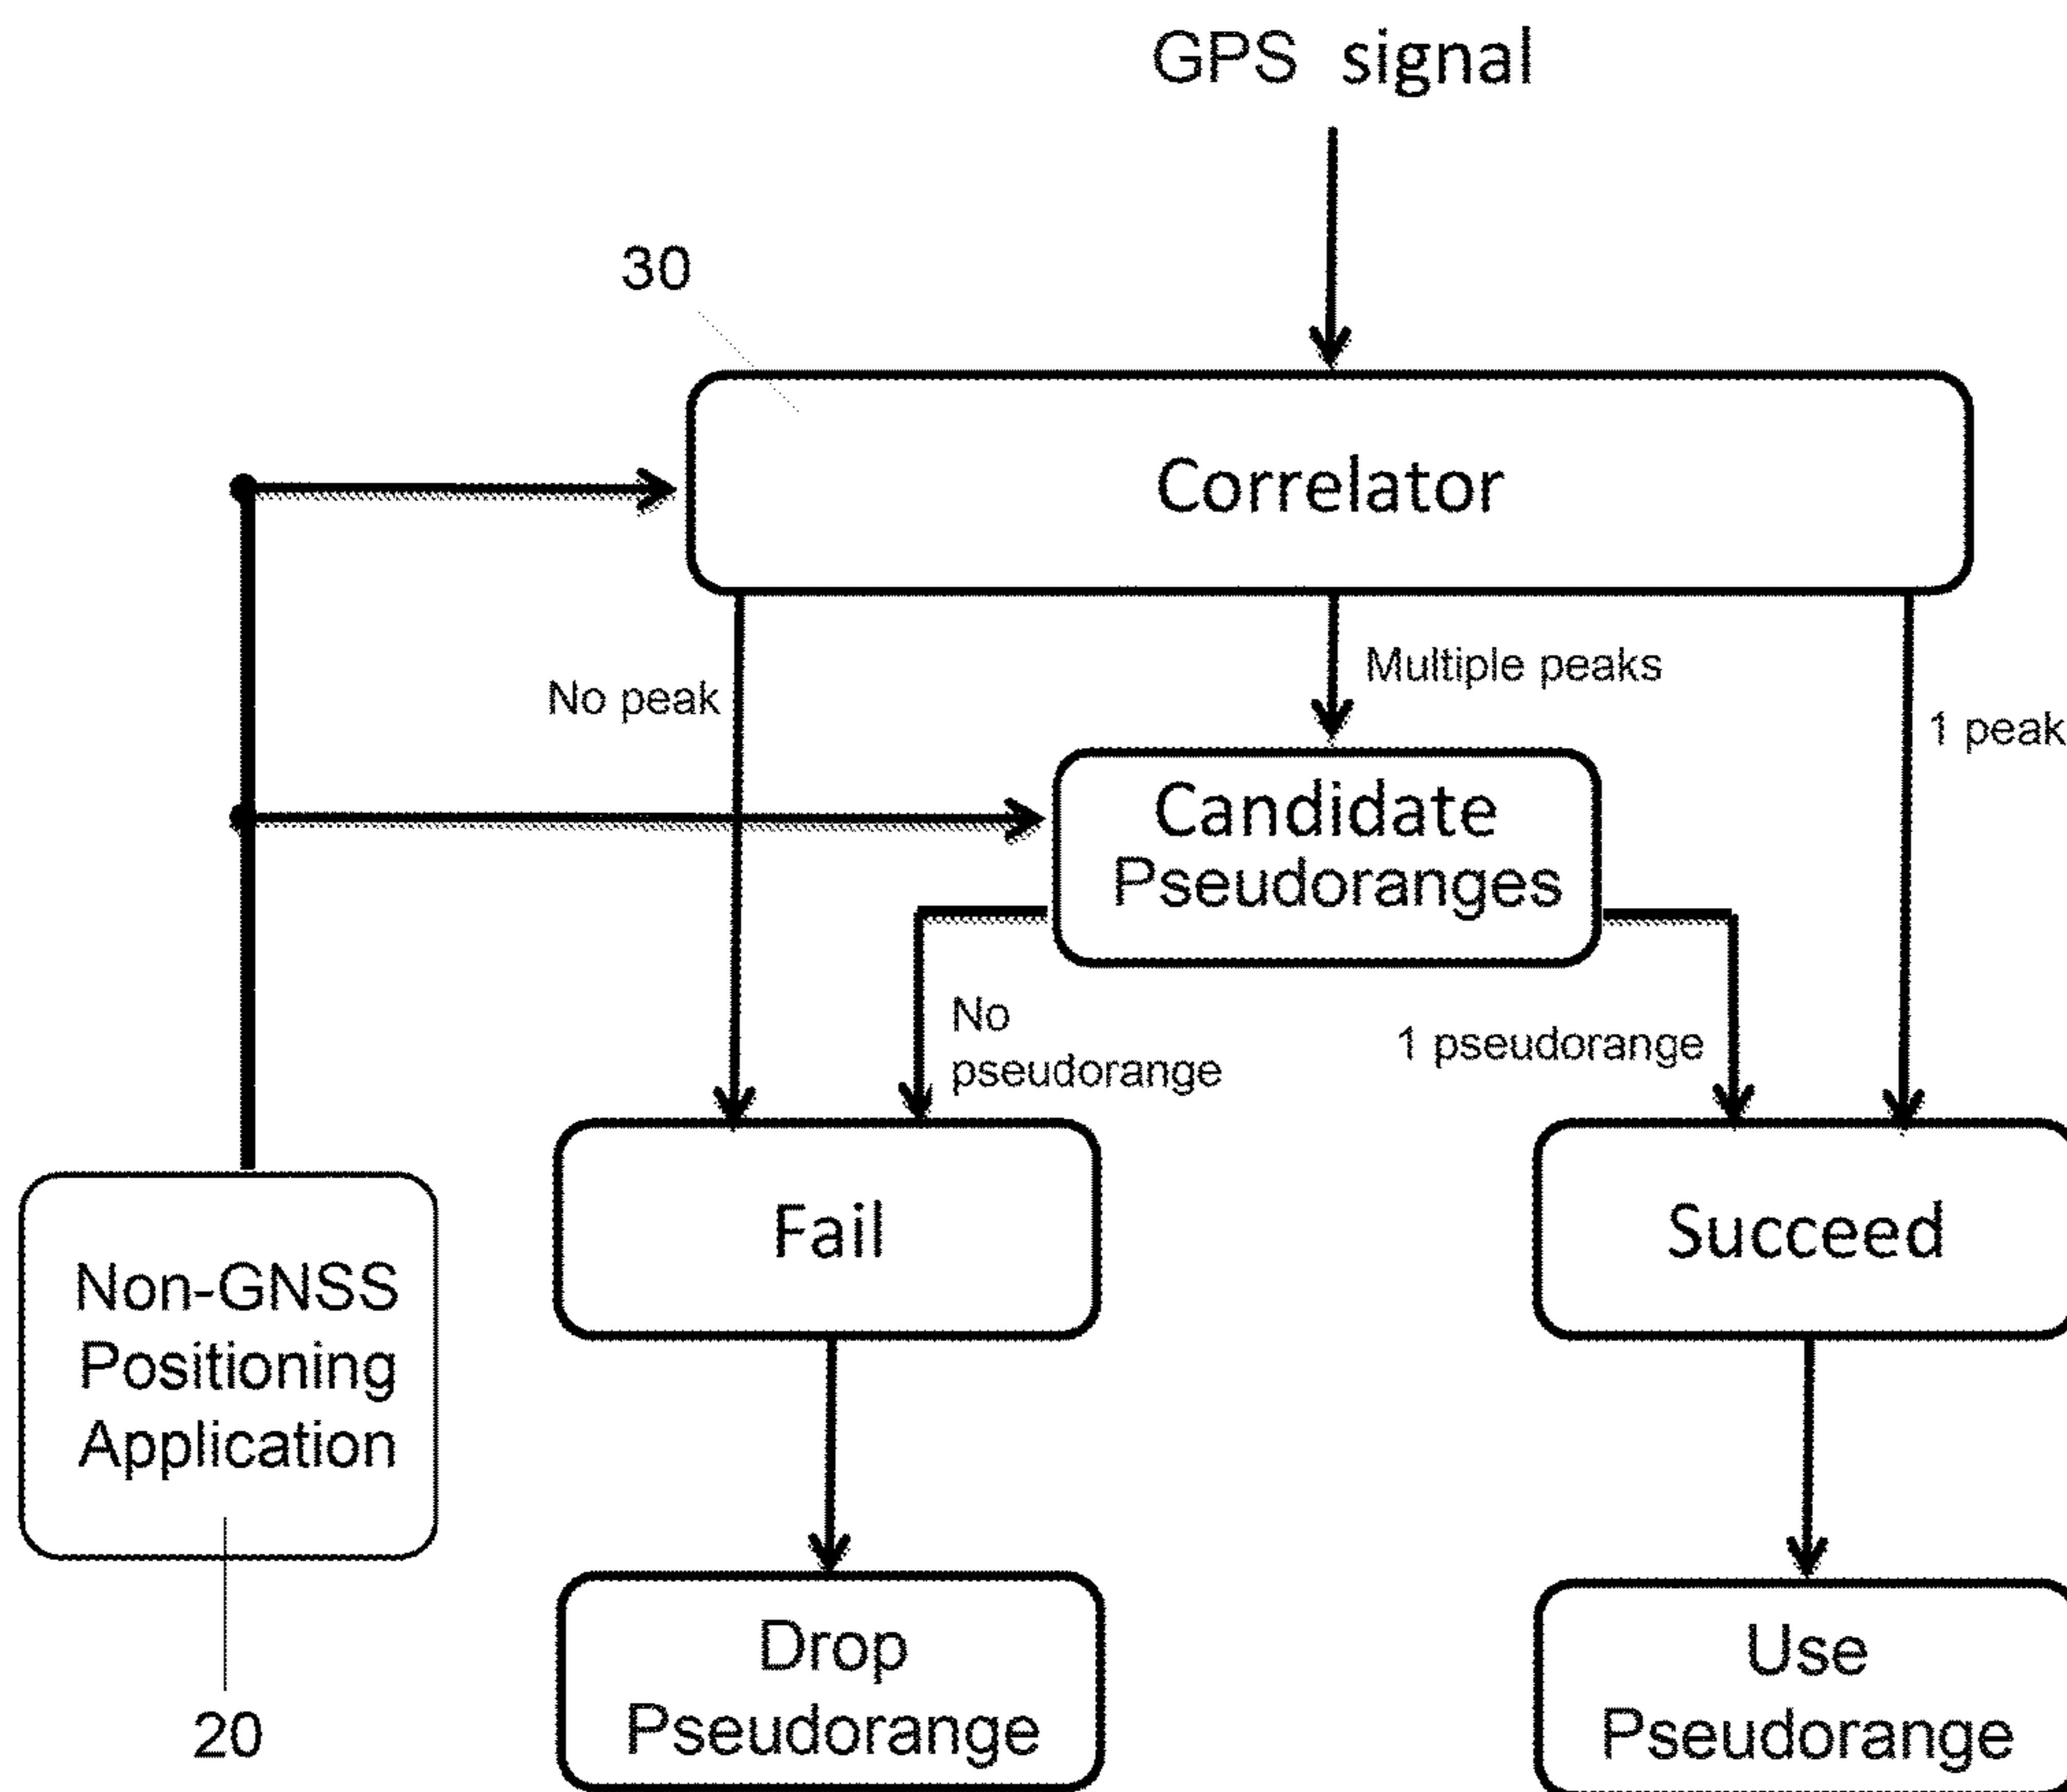 GPS signal
30
Correlator
No peak
Multiple peaks
1 peak
Candidate
Pseudoranges
No
pseudorange
1 pseudorange
Fail
Succeed
Non-GNSS
Positioning
Application
20
Drop
Pseudorange
Use
Pseudorange